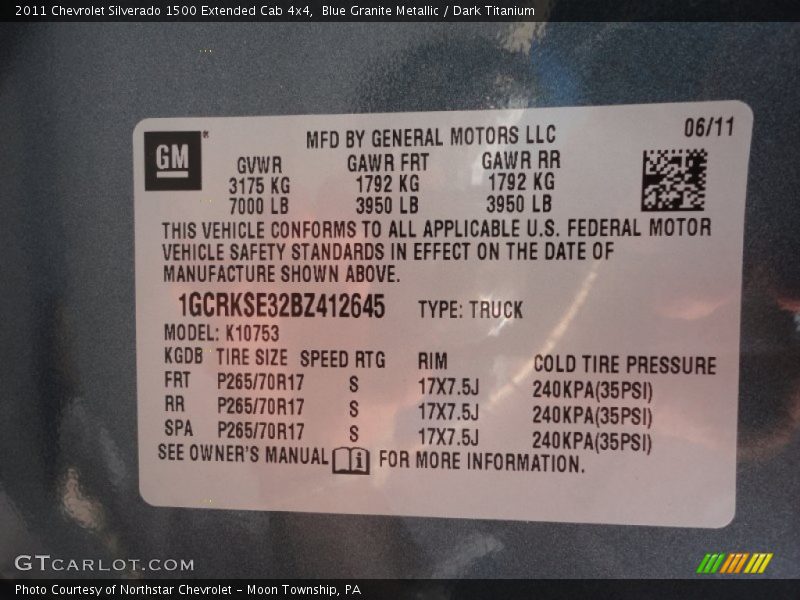 2011 Chevrolet Silverado 1500 Extended Cab 4x4, Blue Granite Metallic / Dark Titanium
GM®
MFD BY GENERAL MOTORS LLC 06/11
GVWR GAWR FRT GAWR RR
3175 KG 1792 KG 1792 KG
7000 LB 3950 LB 3950 LB
THIS VEHICLE CONFORMS TO ALL APPLICABLE U.S. FEDERAL MOTOR
VEHICLE SAFETY STANDARDS IN EFFECT ON THE DATE OF
MANUFACTURE SHOWN ABOVE.
1GCRKSE32BZ412645 TYPE: TRUCK
MODEL: K10753
KGDB TIRE SIZE SPEED RTG RIM COLD TIRE PRESSURE
FRT P265/70R17 S 17X7.5J 240KPA(35PSI)
RR P265/70R17 S 17X7.5J 240KPA(35PSI)
SPA P265/70R17 S 17X7.5J 240KPA(35PSI)
SEE OWNER'S MANUAL FOR MORE INFORMATION.
GTCARLOT.COM
Photo Courtesy of Northstar Chevrolet - Moon Township, PA